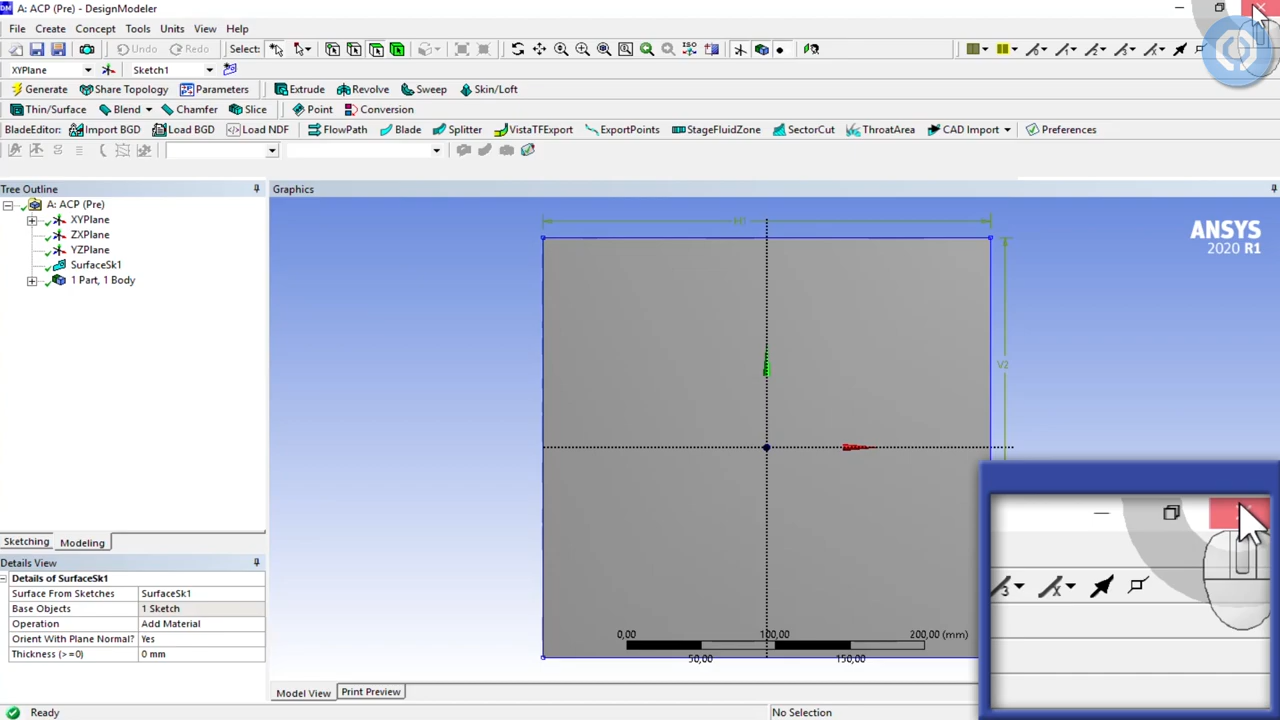 A: ACP (Pre) - DesignModeler
File Create Concept Tools Units View Help
Undo Redo Select: ISO
XYPlane Sketch1
Generate Share Topology Parameters Extrude Revolve Sweep Skin/Loft
Thin/Surface Blend Chamfer Slice Point Conversion
BladeEditor: Import BGD Load BGD Load NDF FlowPath Blade Splitter VistaTFExport ExportPoints StageFluidZone SectorCut ThroatArea CAD Import Preferences
Tree Outline
Graphics
A: ACP (Pre)
XYPlane
ZXPlane
YZPlane
SurfaceSk1
1 Part, 1 Body
H1
ANSYS
2020 R1
V2
Sketching Modeling
Details View
Details of SurfaceSk1
Surface From Sketches SurfaceSk1
Base Objects 1 Sketch
Operation Add Material
Orient With Plane Normal? Yes
Thickness (>=0) 0 mm
0,00 100,00 200,00 (mm)
50,00 150,00
Model View Print Preview
Ready No Selection